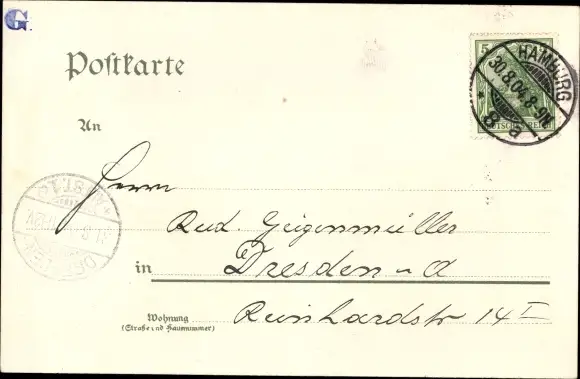 G.
Postkarte
5
HAMBURG
30.8.04. 8-9N.
* 8 a
DEUTSCHES REICH
An
Herrn
Rud. Geigenmüller
in Dresden - A
Wohnung
(Straße und Hausnummer)
Reinhardstr 14 I